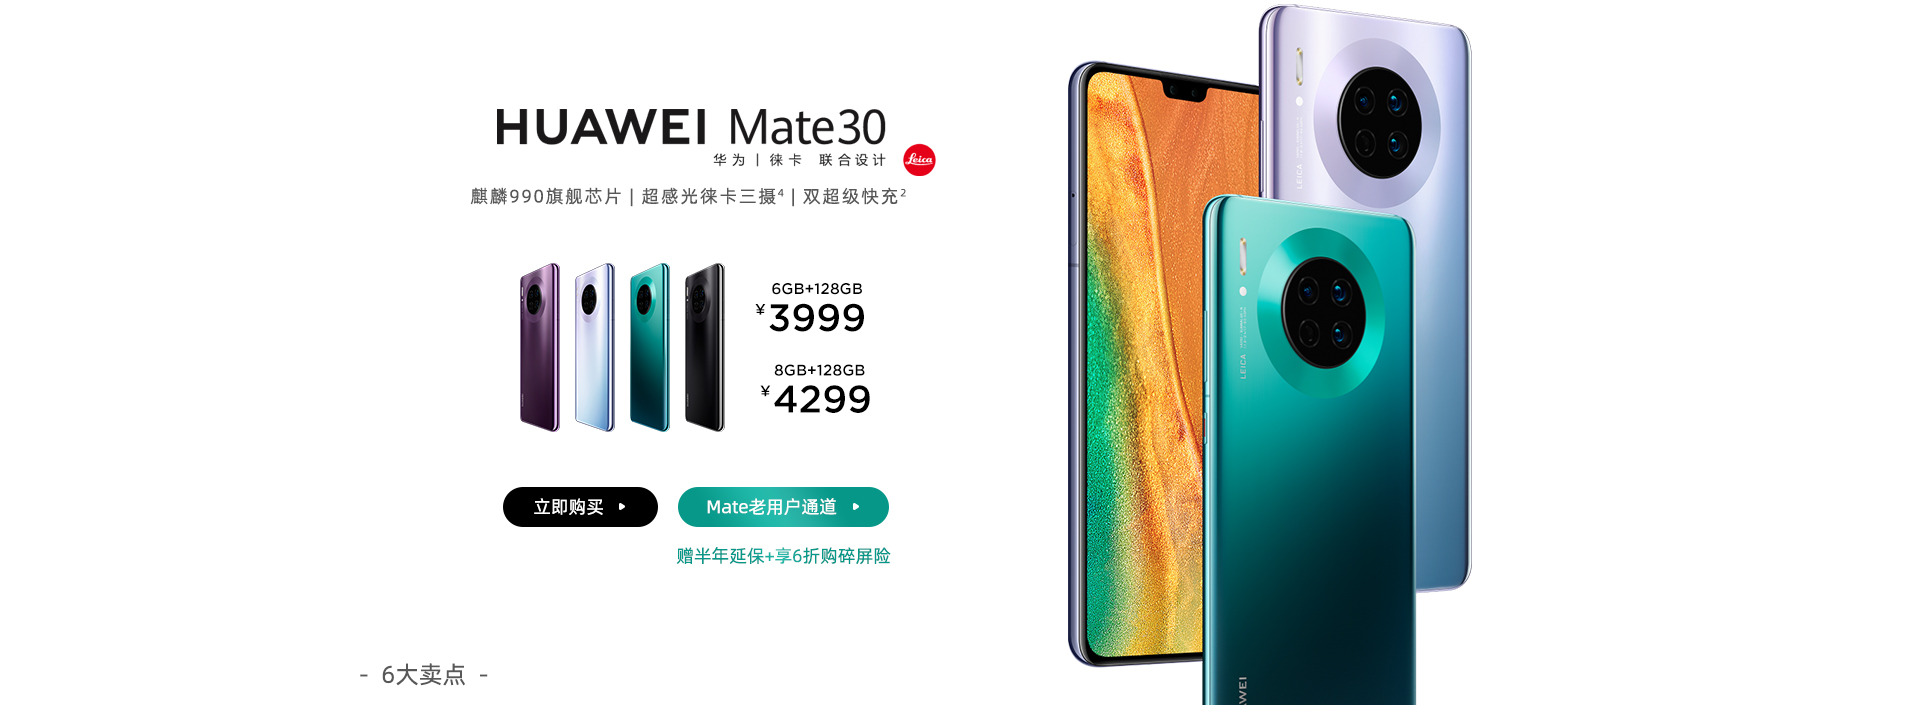 HUAWEI Mate30
华为 | 徕卡 联合设计
Leica
麒麟990旗舰芯片 | 超感光徕卡三摄⁴ | 双超级快充²
6GB+128GB
¥3999
8GB+128GB
¥4299
立即购买
Mate老用户通道
赠半年延保+享6折购碎屏险
- 6大卖点 -
LEICA
LEICA